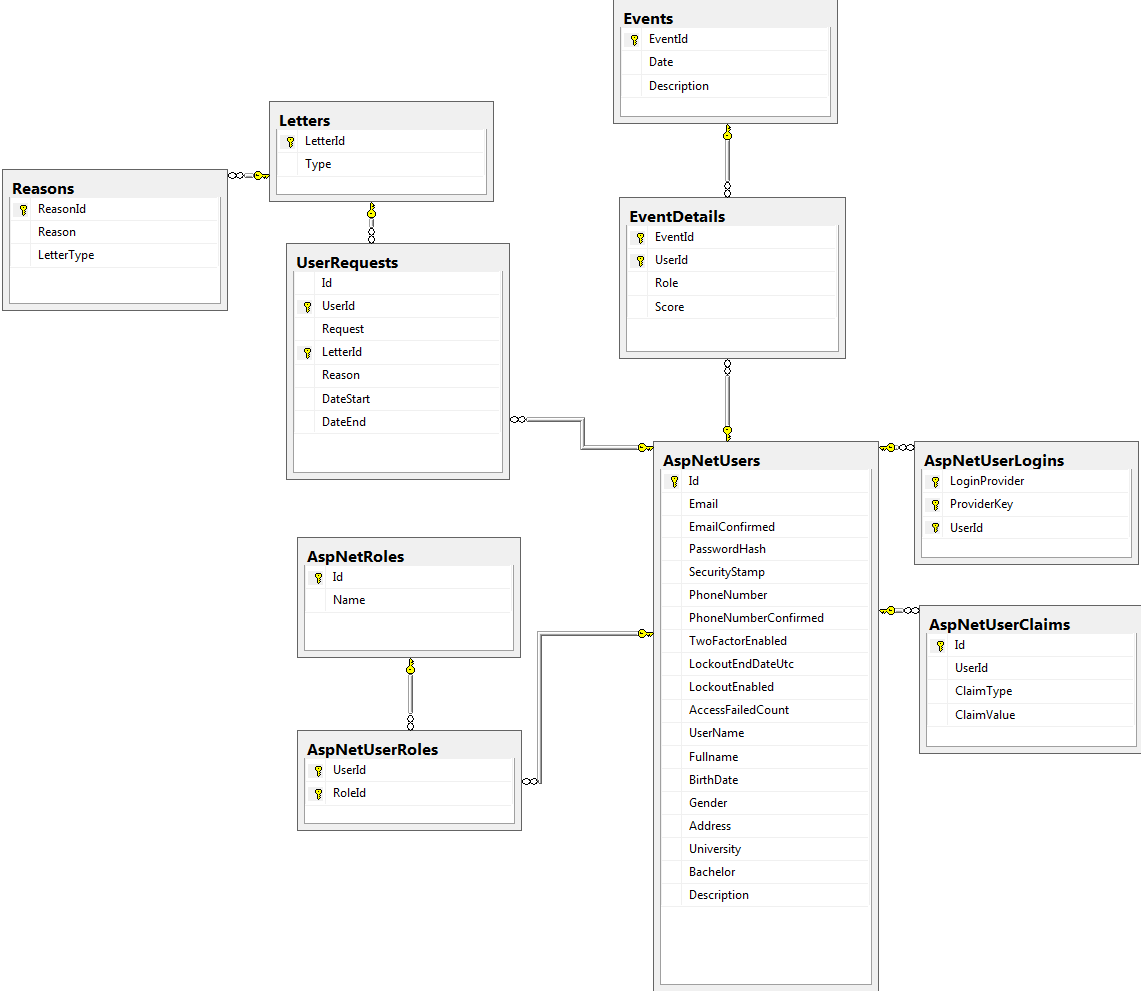 Events
EventId
Date
Description
Letters
LetterId
Type
Reasons
ReasonId
Reason
LetterType
EventDetails
EventId
UserId
Role
Score
UserRequests
Id
UserId
Request
LetterId
Reason
DateStart
DateEnd
AspNetUsers
Id
Email
EmailConfirmed
PasswordHash
SecurityStamp
PhoneNumber
PhoneNumberConfirmed
TwoFactorEnabled
LockoutEndDateUtc
LockoutEnabled
AccessFailedCount
UserName
Fullname
BirthDate
Gender
Address
University
Bachelor
Description
AspNetUserLogins
LoginProvider
ProviderKey
UserId
AspNetRoles
Id
Name
AspNetUserClaims
Id
UserId
ClaimType
ClaimValue
AspNetUserRoles
UserId
RoleId